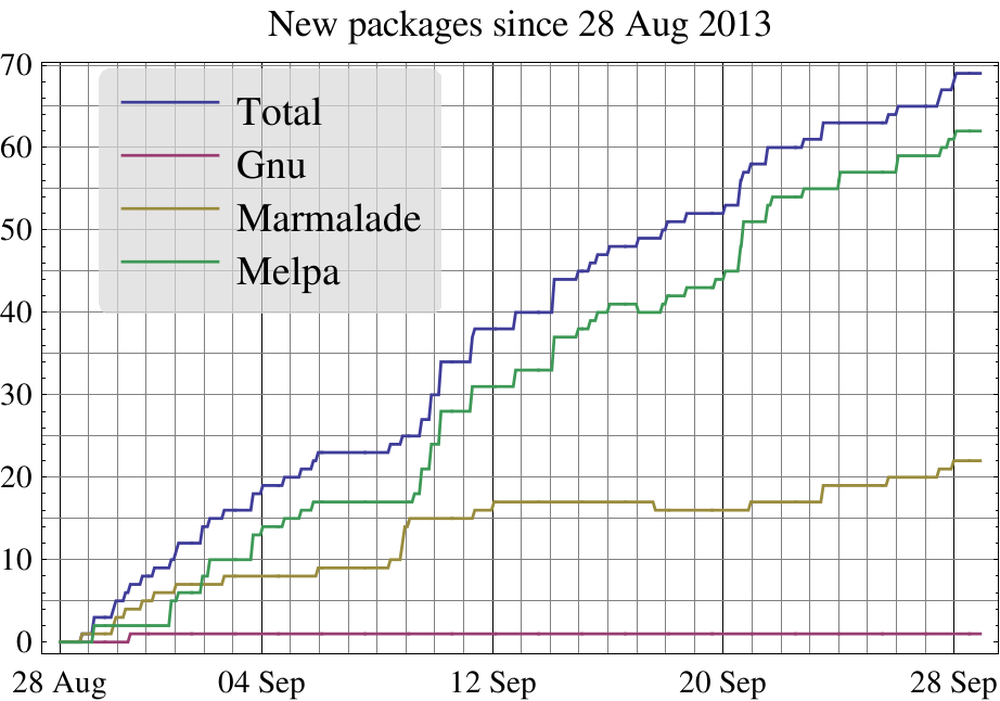 New packages since 28 Aug 2013
70
60
50
40
30
20
10
0
Total
Gnu
Marmalade
Melpa
28 Aug 04 Sep 12 Sep 20 Sep 28 Sep